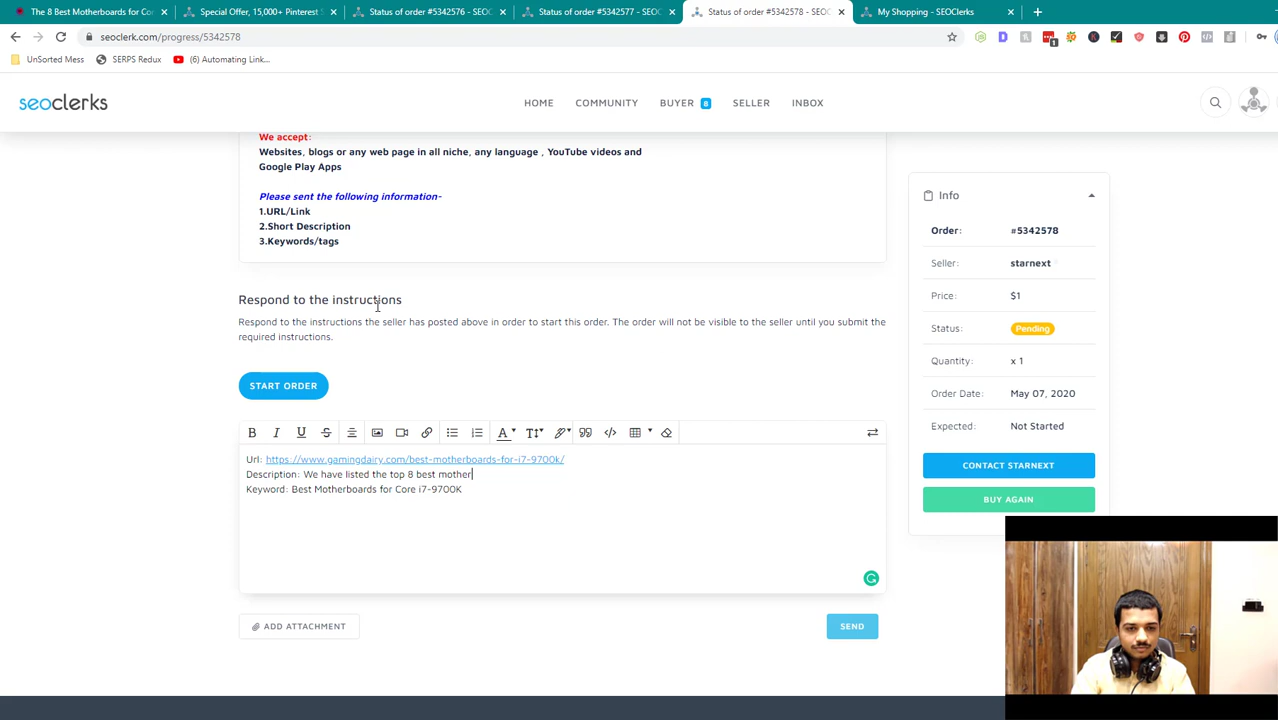 The 8 Best Motherboards for Co
Special Offer, 15,000+ Pinterest
Status of order #5342576 - SEOC
Status of order #5342577 - SEOC
Status of order #5342578 - SEOC
My Shopping - SEOClerks
seoclerk.com/progress/5342578
UnSorted Mess
SERPS Redux
(6) Automating Link...
seoclerks
HOME
COMMUNITY
BUYER 8
SELLER
INBOX
We accept:
Websites, blogs or any web page in all niche, any language , YouTube videos and
Google Play Apps
Please sent the following information-
1.URL/Link
2.Short Description
3.Keywords/tags
Respond to the instructions
Respond to the instructions the seller has posted above in order to start this order. The order will not be visible to the seller until you submit the
required instructions.
START ORDER
Url: https://www.gamingdairy.com/best-motherboards-for-i7-9700k/
Description: We have listed the top 8 best mother
Keyword: Best Motherboards for Core i7-9700K
ADD ATTACHMENT
SEND
Info
Order: #5342578
Seller: starnext
Price: $1
Status: Pending
Quantity: x 1
Order Date: May 07, 2020
Expected: Not Started
CONTACT STARNEXT
BUY AGAIN